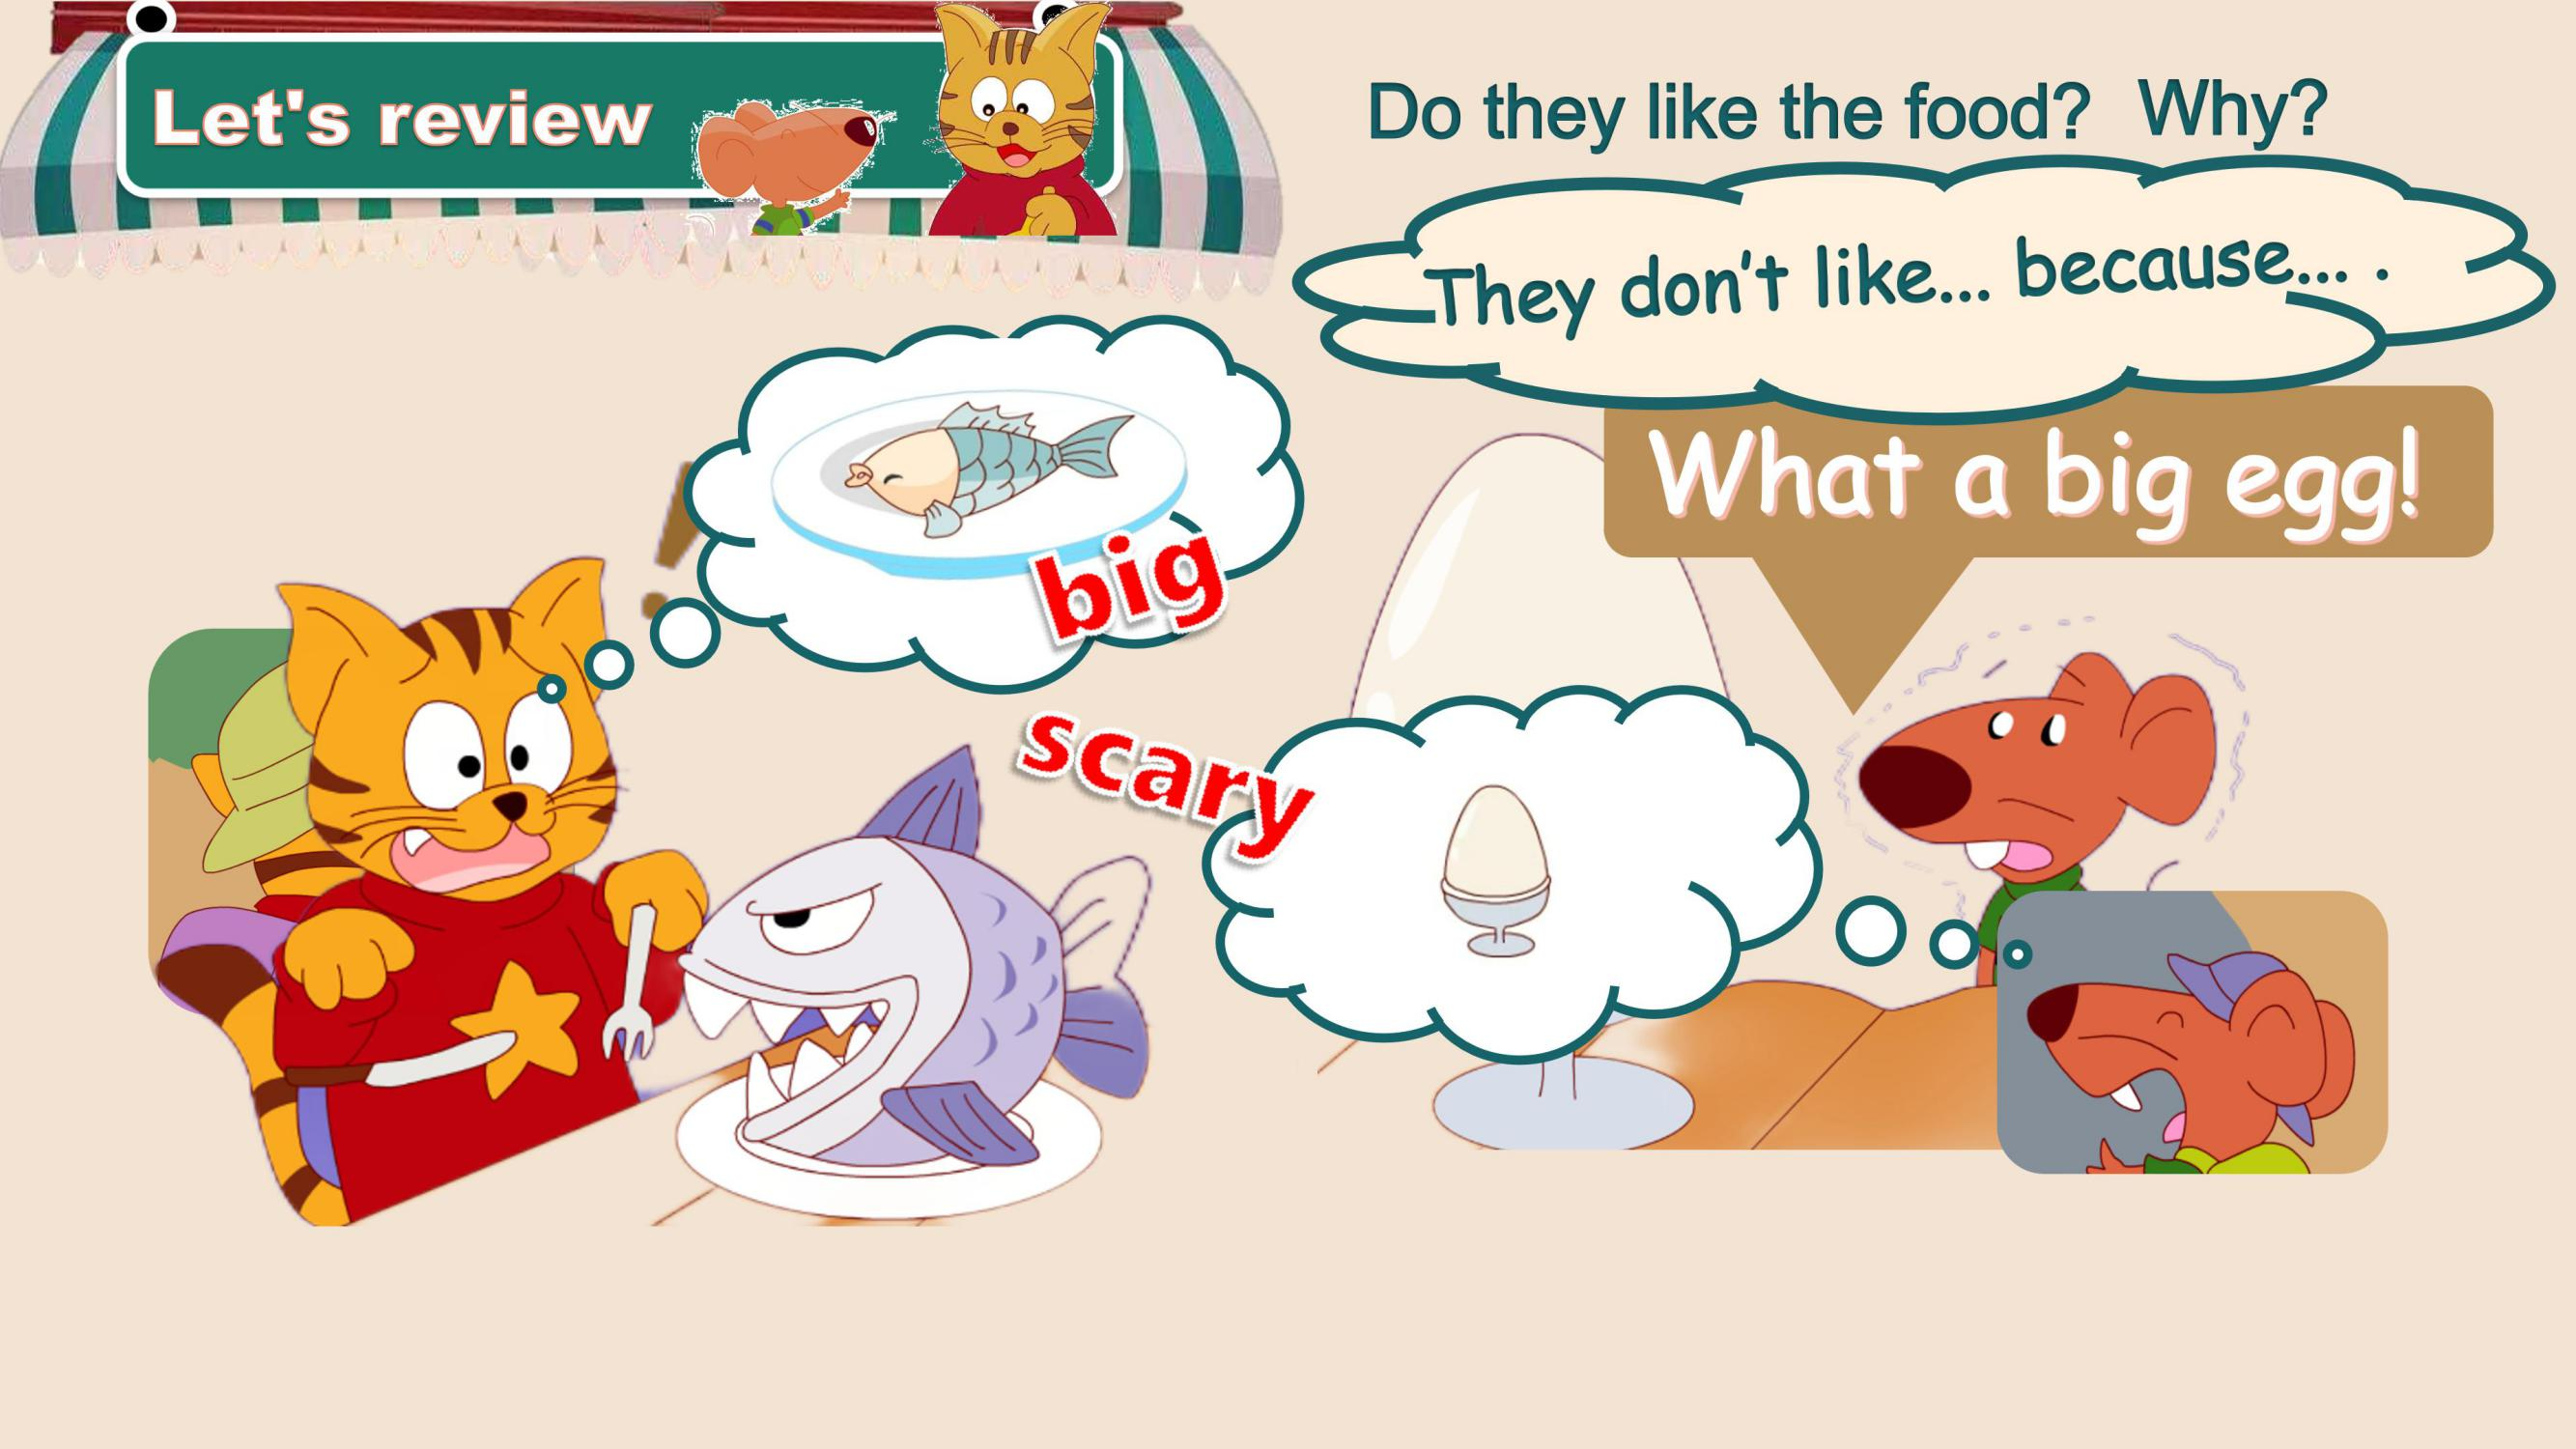 Let's review
Do they like the food? Why?
They don't like... because... .
What a big egg!
big
scary